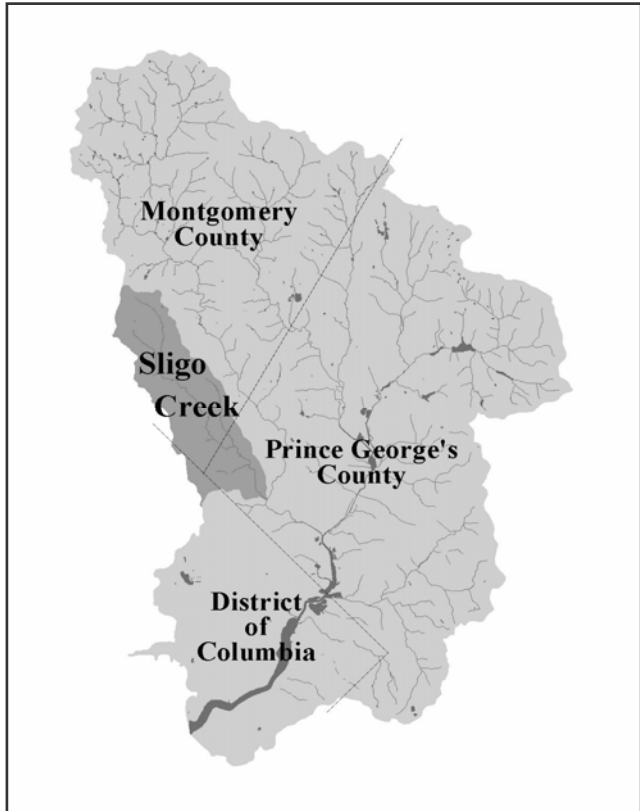 Montgomery
County
Sligo
Creek
Prince George's
County
District
of
Columbia